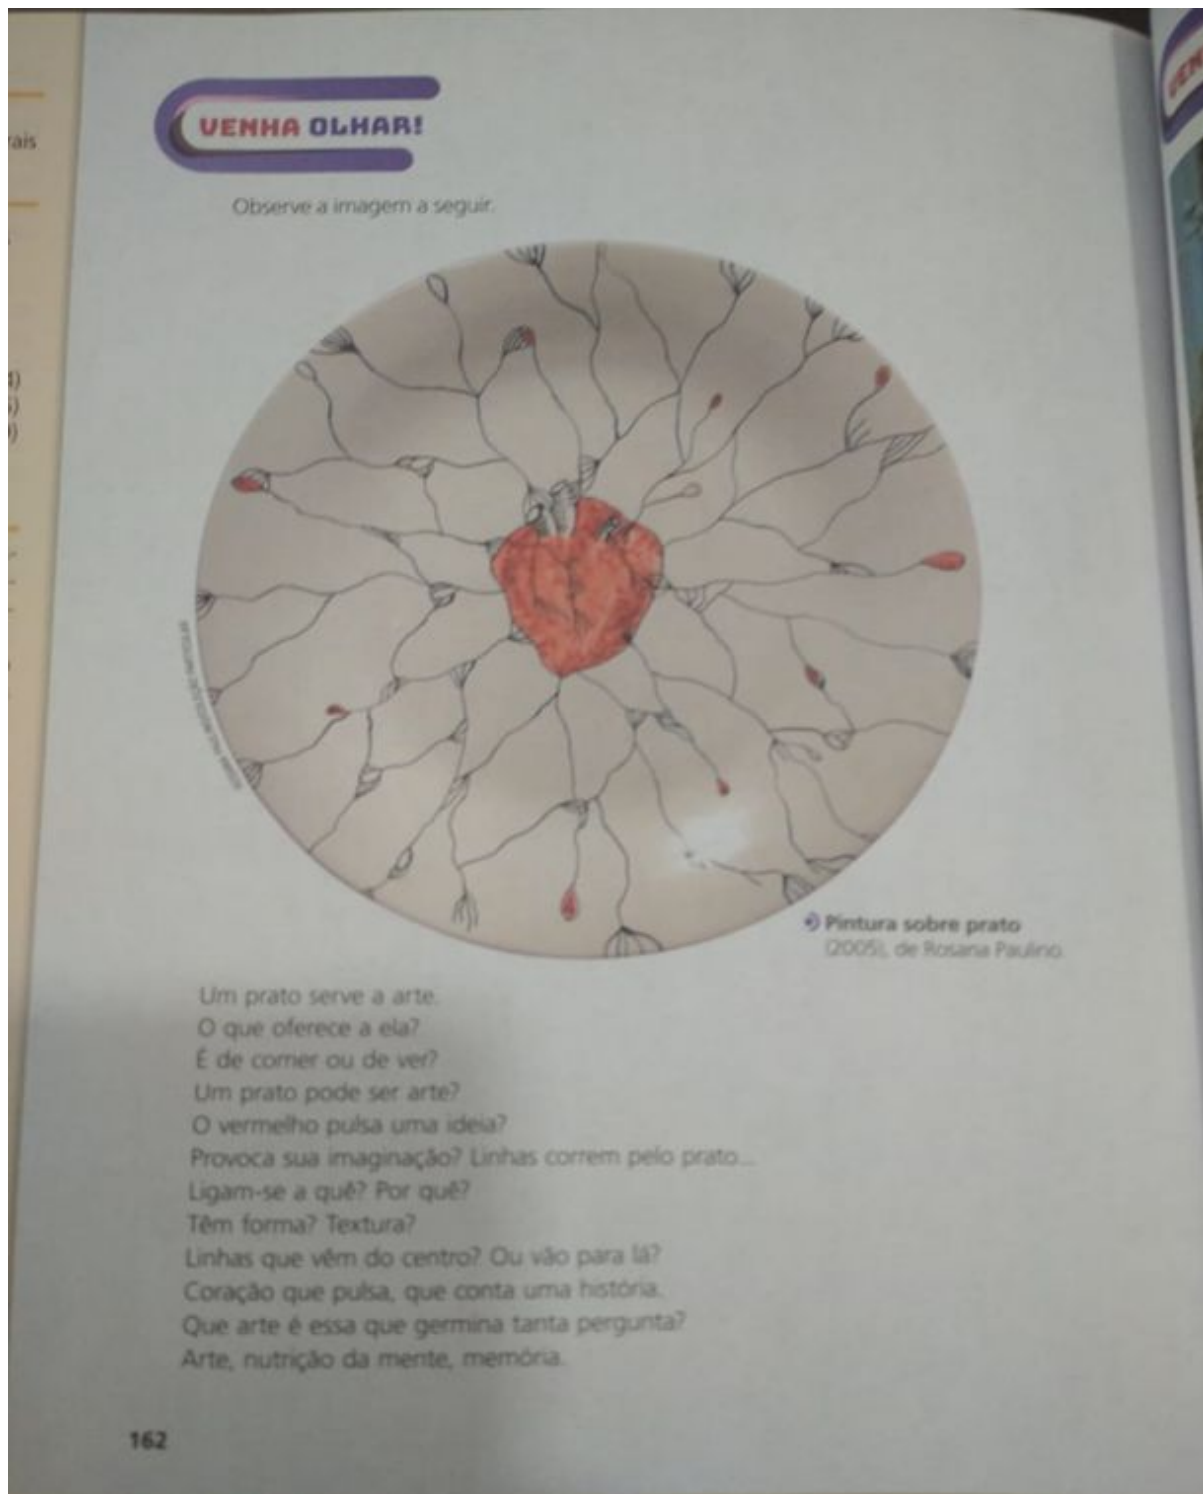 ais
VENHA OLHAR!
VEN
Observe a imagem a seguir.
Pintura sobre prato
(2005), de Rosana Paulino.
Um prato serve a arte.
O que oferece a ela?
É de comer ou de ver?
Um prato pode ser arte?
O vermelho pulsa uma ideia?
Provoca sua imaginação? Linhas correm pelo prato...
Ligam-se a quê? Por quê?
Têm forma? Textura?
Linhas que vêm do centro? Ou vão para lá?
Coração que pulsa, que conta uma história.
Que arte é essa que germina tanta pergunta?
Arte, nutrição da mente, memória.
162